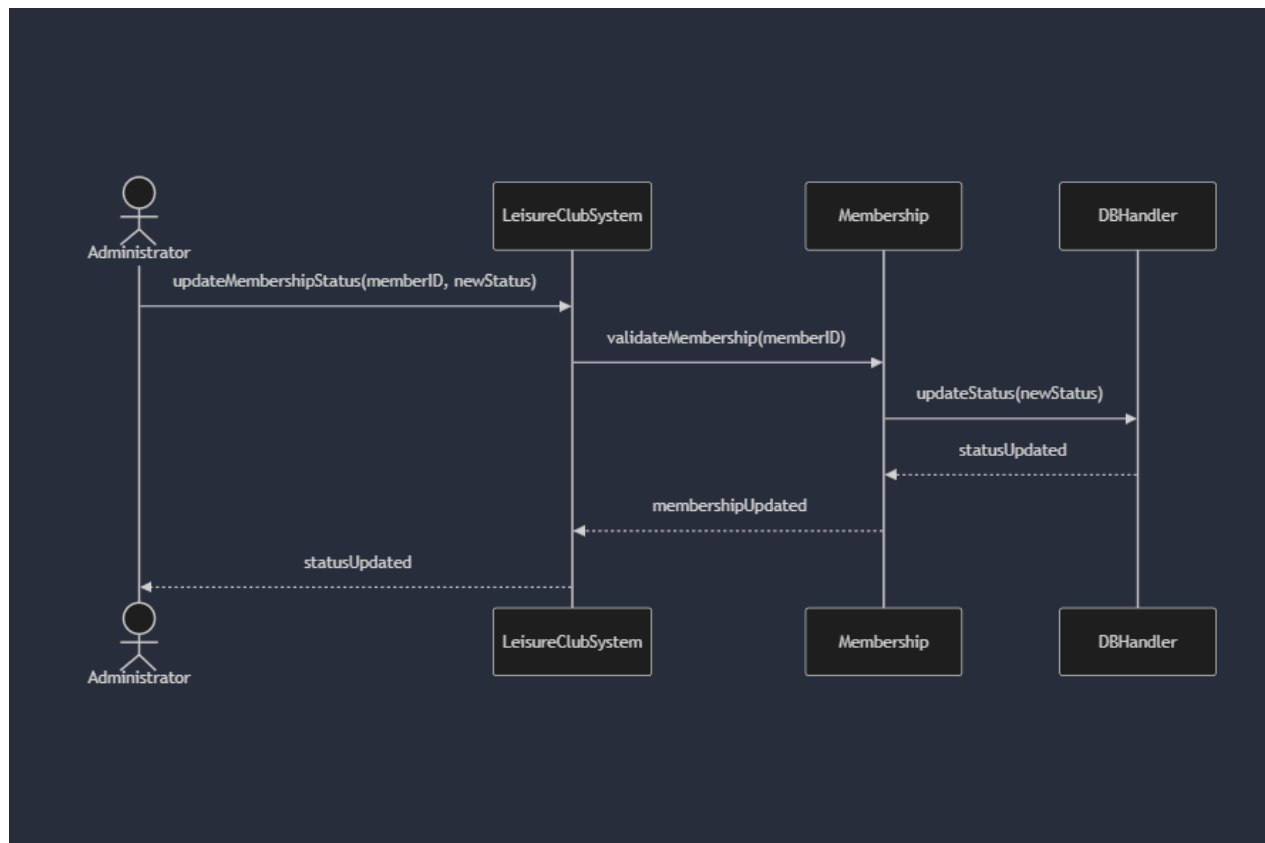 LeisureClubSystem
Membership
DBHandler
Administrator
updateMembershipStatus(memberID, newStatus)
validateMembership(memberID)
updateStatus(newStatus)
statusUpdated
membershipUpdated
statusUpdated
LeisureClubSystem
Membership
DBHandler
Administrator